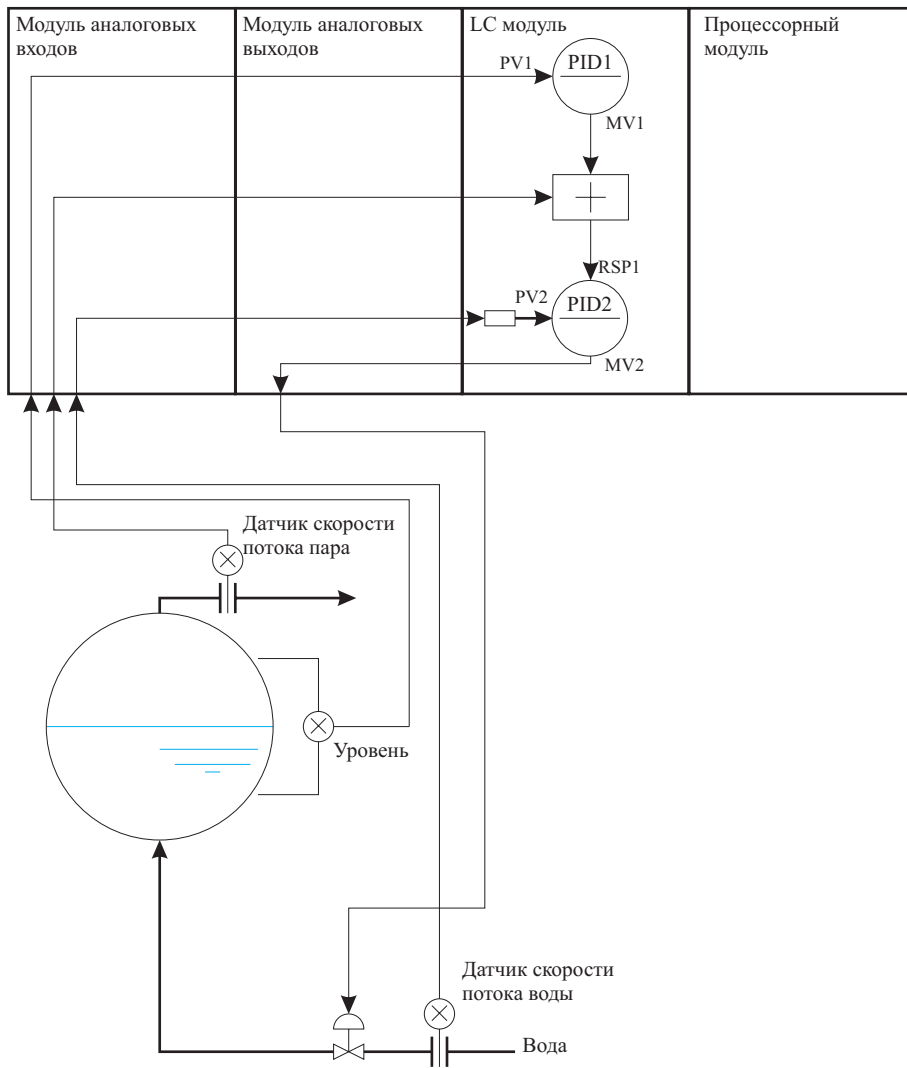 Модуль аналоговых
входов
Модуль аналоговых
выходов
LC модуль
Процессорный
модуль
PV1
PID1
MV1
RSP1
PV2
PID2
MV2
Датчик скорости
потока пара
Уровень
Датчик скорости
потока воды
Вода